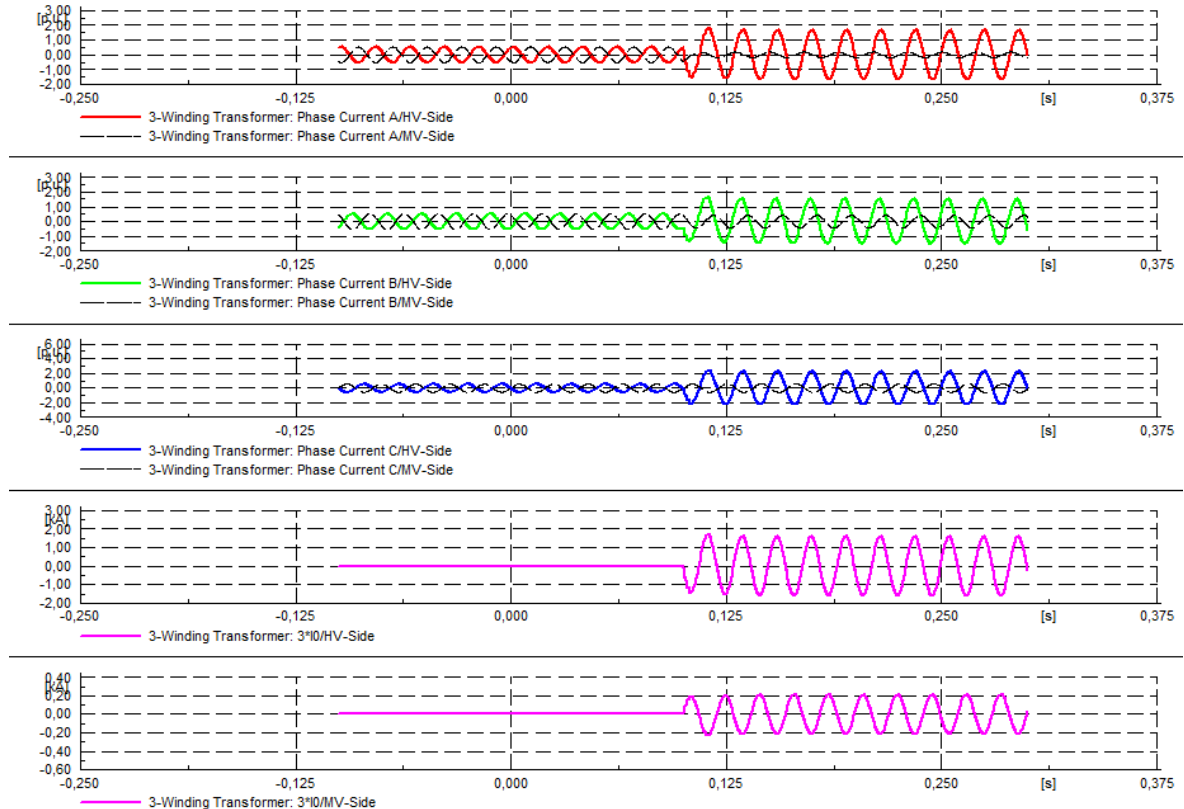 3,00
[p.u.]
2,00
1,00
0,00
-1,00
-2,00
-0,250 -0,125 0,000 0,125 0,250 [s] 0,375
3-Winding Transformer: Phase Current A/HV-Side
3-Winding Transformer: Phase Current A/MV-Side
3,00
[p.u.]
2,00
1,00
0,00
-1,00
-2,00
-0,250 -0,125 0,000 0,125 0,250 [s] 0,375
3-Winding Transformer: Phase Current B/HV-Side
3-Winding Transformer: Phase Current B/MV-Side
6,00
[p.u.]
4,00
2,00
0,00
-2,00
-4,00
-0,250 -0,125 0,000 0,125 0,250 [s] 0,375
3-Winding Transformer: Phase Current C/HV-Side
3-Winding Transformer: Phase Current C/MV-Side
3,00
[kA]
2,00
1,00
0,00
-1,00
-2,00
-0,250 -0,125 0,000 0,125 0,250 [s] 0,375
3-Winding Transformer: 3*I0/HV-Side
0,40
[kA]
0,20
0,00
-0,20
-0,40
-0,60
-0,250 -0,125 0,000 0,125 0,250 [s] 0,375
3-Winding Transformer: 3*I0/MV-Side